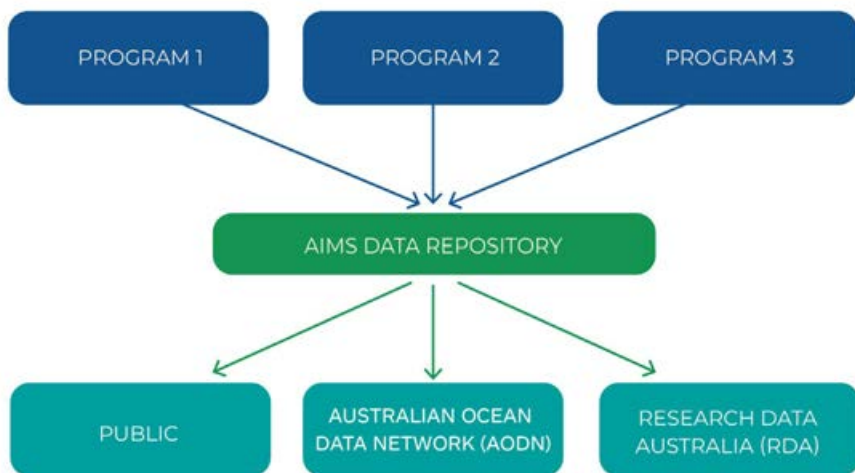 PROGRAM 1
PROGRAM 2
PROGRAM 3
AIMS DATA REPOSITORY
PUBLIC
AUSTRALIAN OCEAN
DATA NETWORK (AODN)
RESEARCH DATA
AUSTRALIA (RDA)